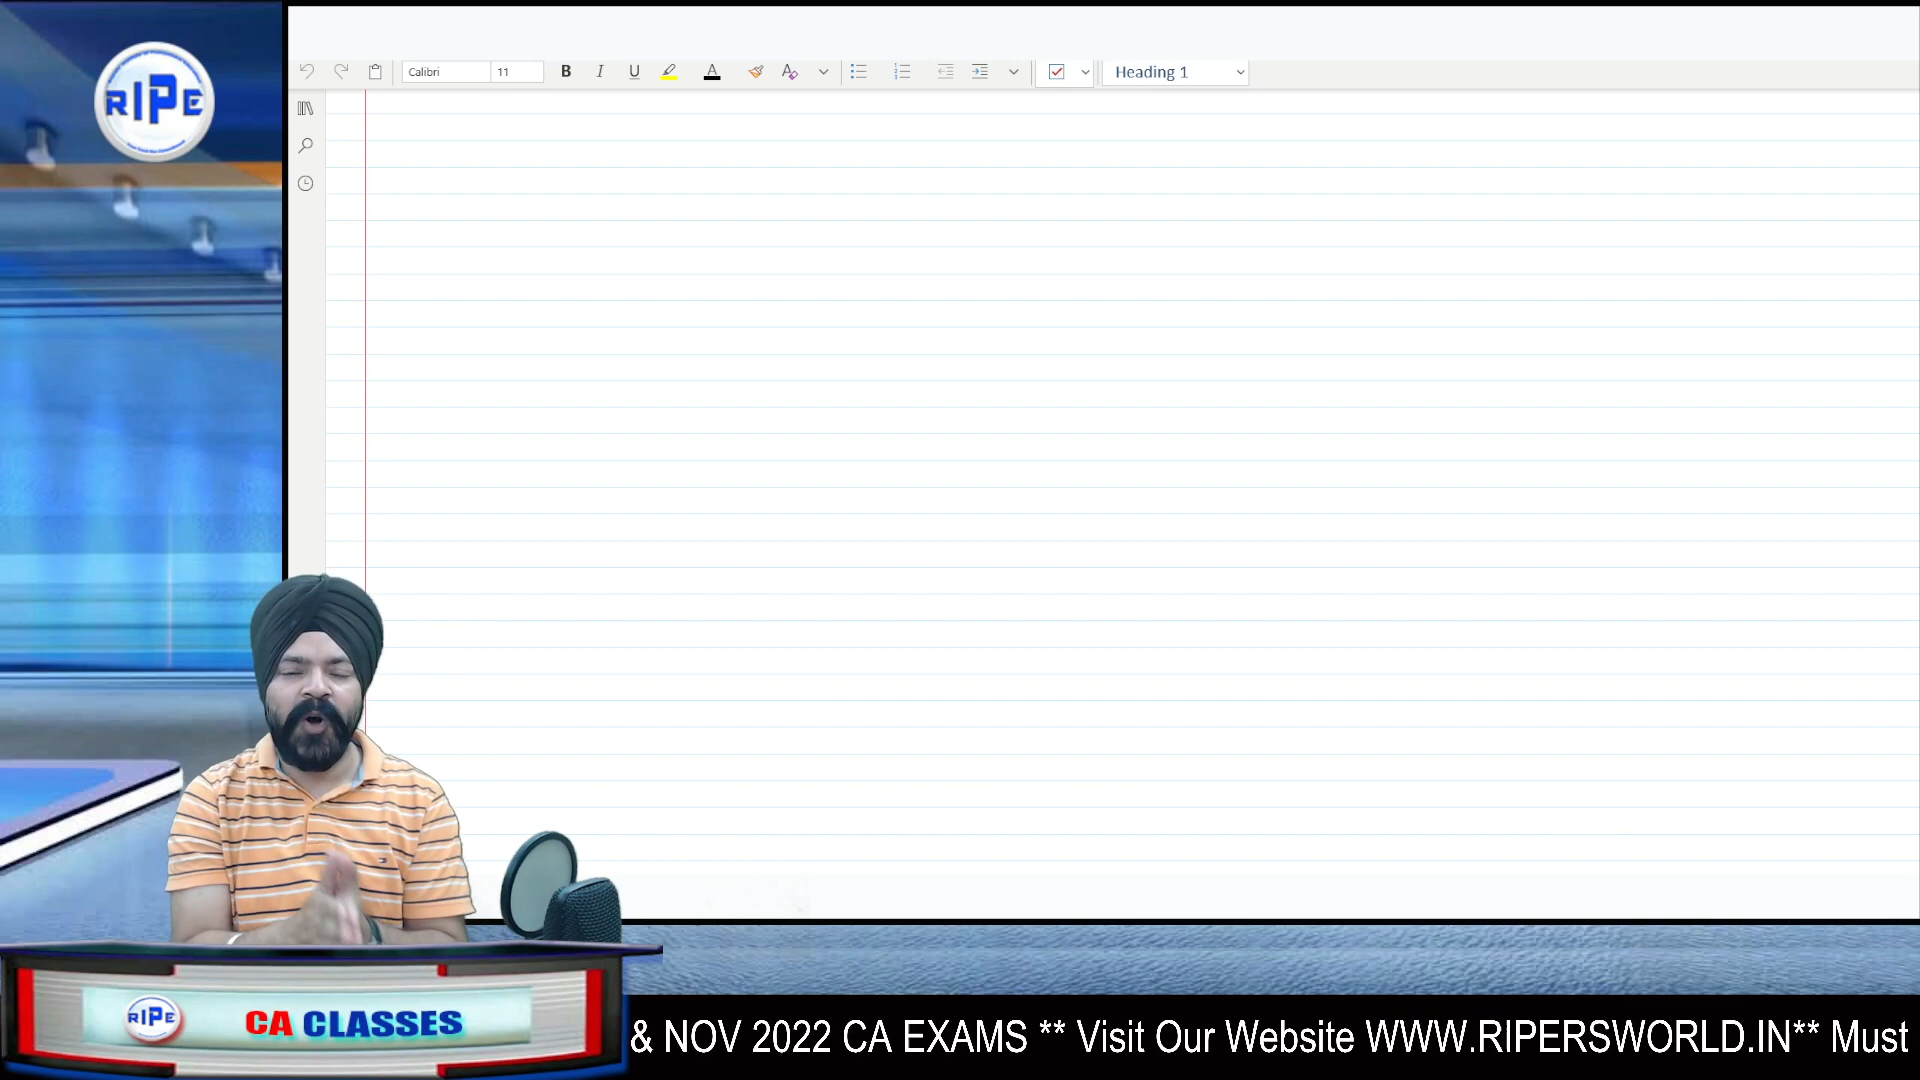 RIPE
Calibri
11
B
I
U
A
A
Heading 1
RIPE
CA CLASSES
& NOV 2022 CA EXAMS ** Visit Our Website WWW.RIPERSWORLD.IN** Must